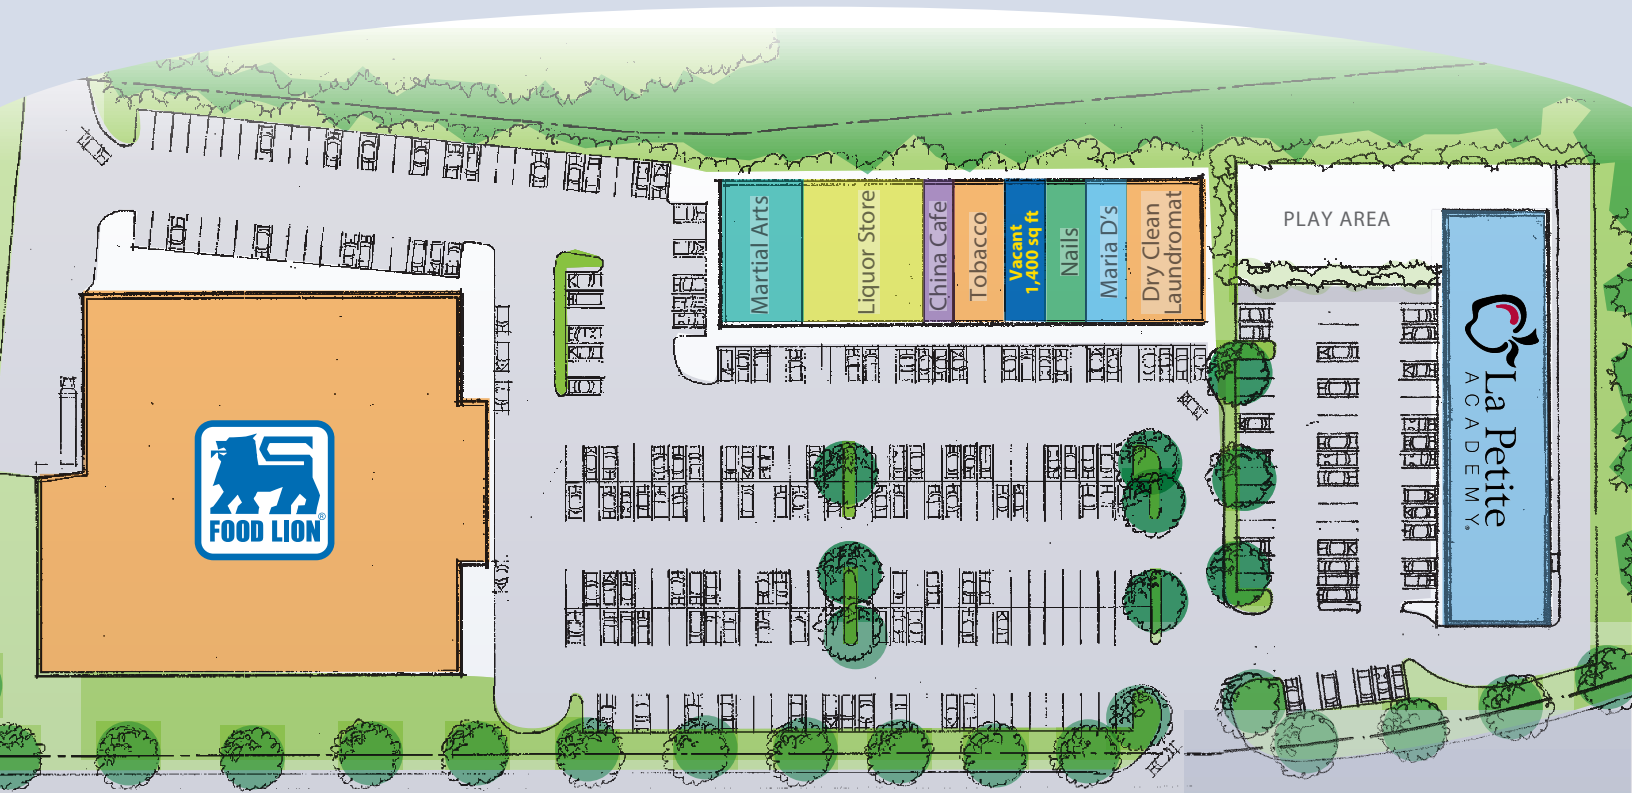 Martial Arts
Liquor Store
China Cafe
Tobacco
Vacant
1,400 sq ft
Nails
Maria D's
Dry Clean
Laundromat
PLAY AREA
La Petite
ACADEMY®
FOOD LION®